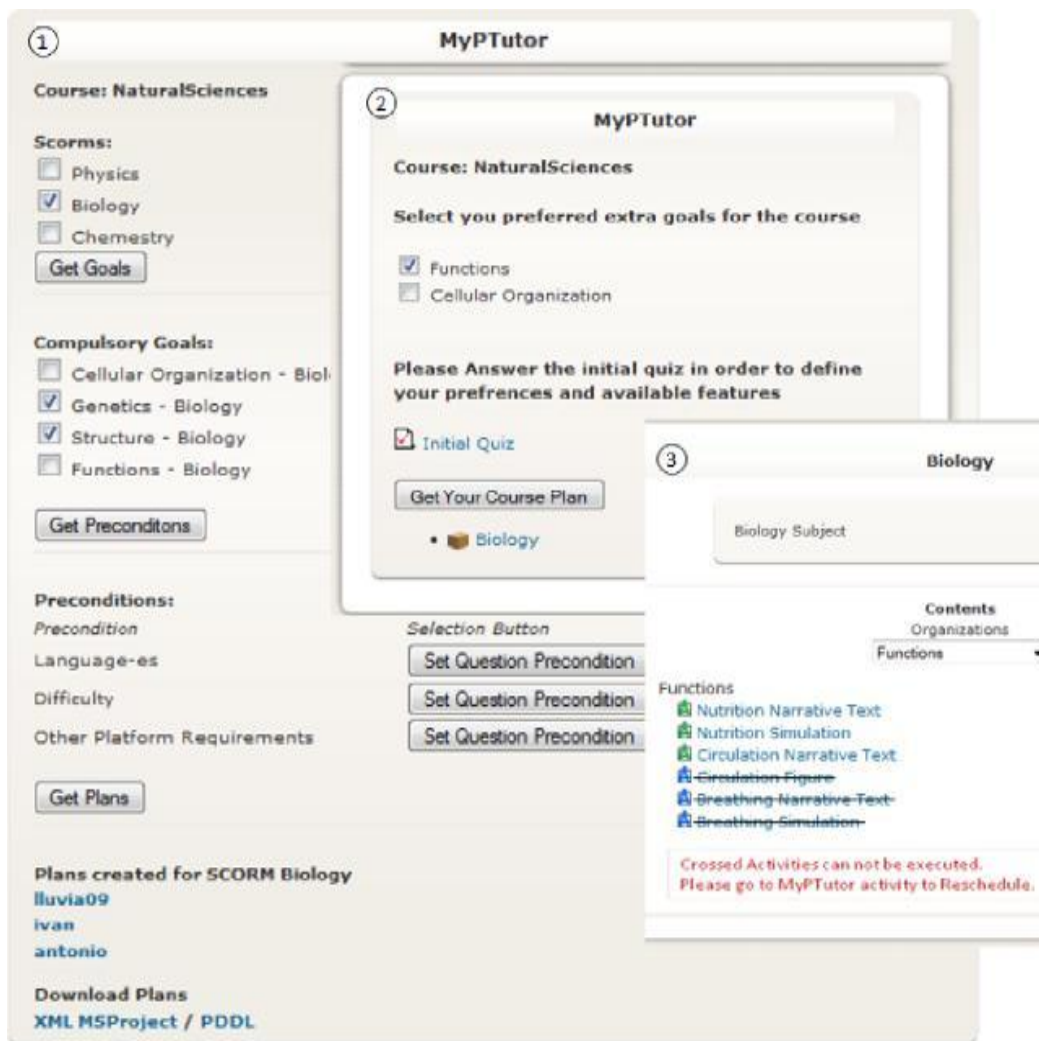 1
MyPTutor
Course: NaturalSciences
Scorms:
Physics
Biology
Chemestry
Get Goals
Compulsory Goals:
Cellular Organization - Biol
Genetics - Biology
Structure - Biology
Functions - Biology
Get Preconditons
Preconditions:
Precondition Selection Button
Language-es Set Question Precondition
Difficulty Set Question Precondition
Other Platform Requirements Set Question Precondition
Get Plans
Plans created for SCORM Biology
lluvia09
ivan
antonio
Download Plans
XML MSProject / PDDL
2
MyPTutor
Course: NaturalSciences
Select you preferred extra goals for the course
Functions
Cellular Organization
Please Answer the initial quiz in order to define
your prefrences and available features
Initial Quiz
Get Your Course Plan
Biology
3
Biology
Biology Subject
Contents
Organizations
Functions
Functions
Nutrition Narrative Text
Nutrition Simulation
Circulation Narrative Text
Circulation Figure
Breathing Narrative Text
Breathing Simulation
Crossed Activities can not be executed.
Please go to MyPTutor activity to Reschedule.